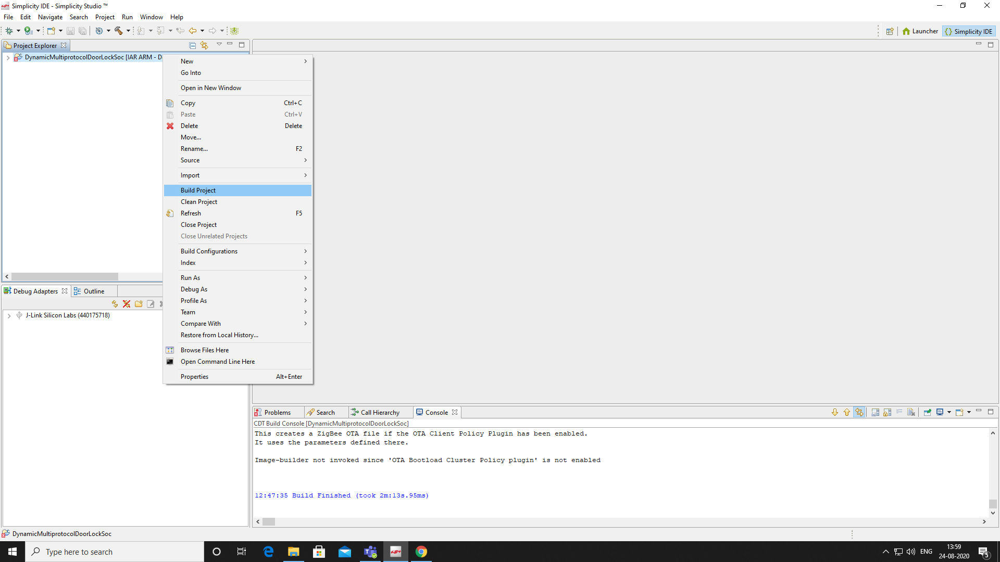 Simplicity IDE - Simplicity Studio ™
File Edit Navigate Search Project Run Window Help
Launcher Simplicity IDE
Project Explorer
DynamicMultiprotocolDoorLockSoc [IAR ARM - D
New
Go Into
Open in New Window
Copy Ctrl+C
Paste Ctrl+V
Delete Delete
Move...
Rename... F2
Source
Import
Build Project
Clean Project
Refresh F5
Close Project
Close Unrelated Projects
Build Configurations
Index
Run As
Debug As
Profile As
Team
Compare With
Restore from Local History...
Browse Files Here
Open Command Line Here
Properties Alt+Enter
Debug Adapters Outline
J-Link Silicon Labs (440175718)
Problems Search Call Hierarchy Console
CDT Build Console [DynamicMultiprotocolDoorLockSoc]
This creates a ZigBee OTA file if the OTA Client Policy Plugin has been enabled.
It uses the parameters defined there.
Image-builder not invoked since 'OTA Bootload Cluster Policy plugin' is not enabled
12:47:35 Build Finished (took 2m:13s.95ms)
DynamicMultiprotocolDoorLockSoc
Type here to search
ENG
13:59
24-08-2020
5